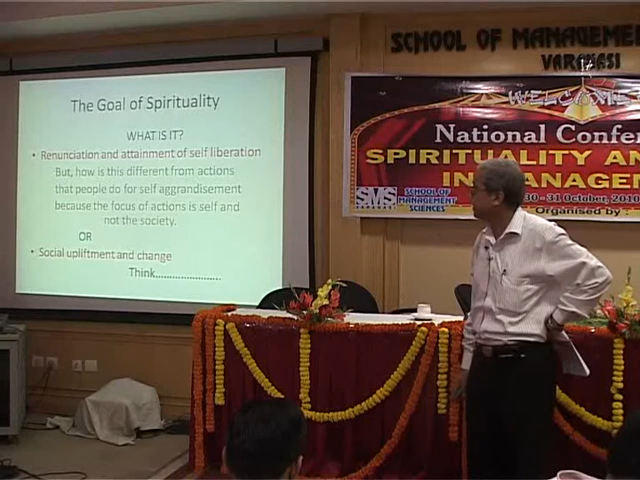 The Goal of Spirituality
WHAT IS IT?
• Renunciation and attainment of self liberation
But, how is this different from actions
that people do for self aggrandisement
because the focus of actions is self and
not the society.
OR
• Social upliftment and change
Think......................
SCHOOL OF MANAGEMEN
VARANASI
WELCOME
National Confer
SPIRITUALITY AN
IN MANAGEM
30 - 31 October, 2010
SMS
SCHOOL OF
MANAGEMENT
SCIENCES
Organised by :